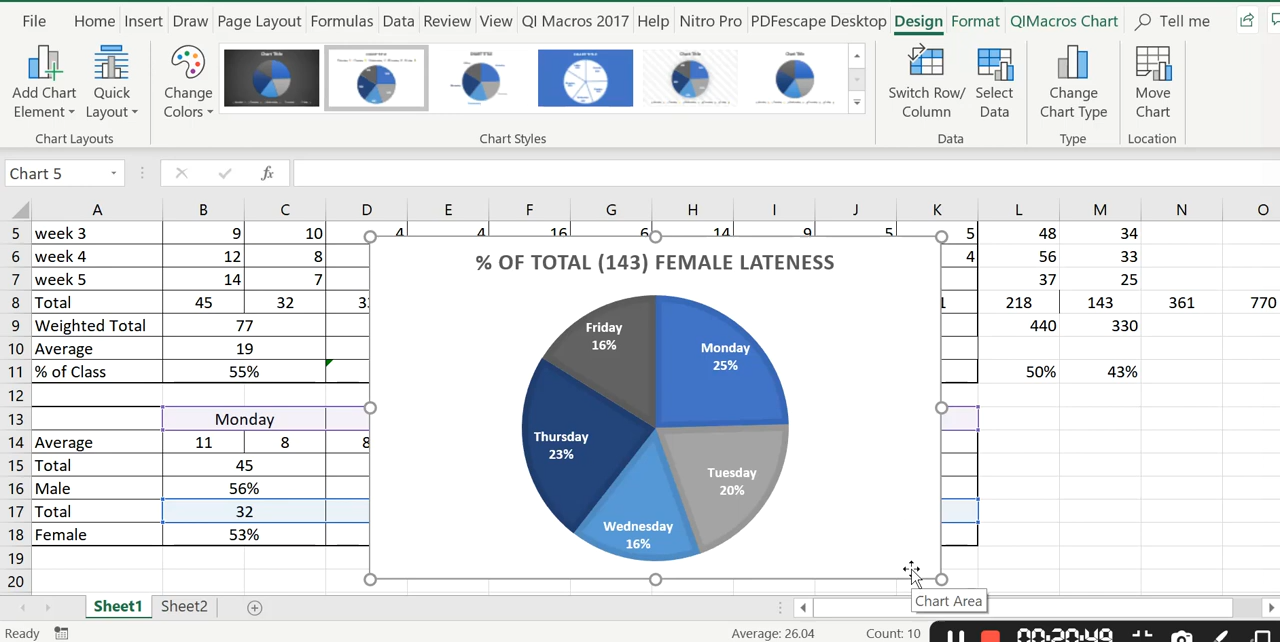 File Home Insert Draw Page Layout Formulas Data Review View QI Macros 2017 Help Nitro Pro PDFescape Desktop Design Format QIMacros Chart Tell me
Add Chart Element Quick Layout Change Colors Switch Row/ Column Select Data Change Chart Type Move Chart
Chart Layouts Chart Styles Data Type Location
Chart 5 fx
A B C D E F G H I J K L M N O
5 week 3 9 10 4 4 16 6 14 9 5 5 48 34
6 week 4 12 8 4 56 33
7 week 5 14 7 37 25
8 Total 45 32 218 143 361 770
9 Weighted Total 77 440 330
10 Average 19
11 % of Class 55% 50% 43%
12
13 Monday
14 Average 11 8 8
15 Total 45
16 Male 56%
17 Total 32
18 Female 53%
19
20
% OF TOTAL (143) FEMALE LATENESS
Friday
16%
Monday
25%
Thursday
23%
Tuesday
20%
Wednesday
16%
Chart Area
Sheet1 Sheet2
Ready Average: 26.04 Count: 10 00:20:49